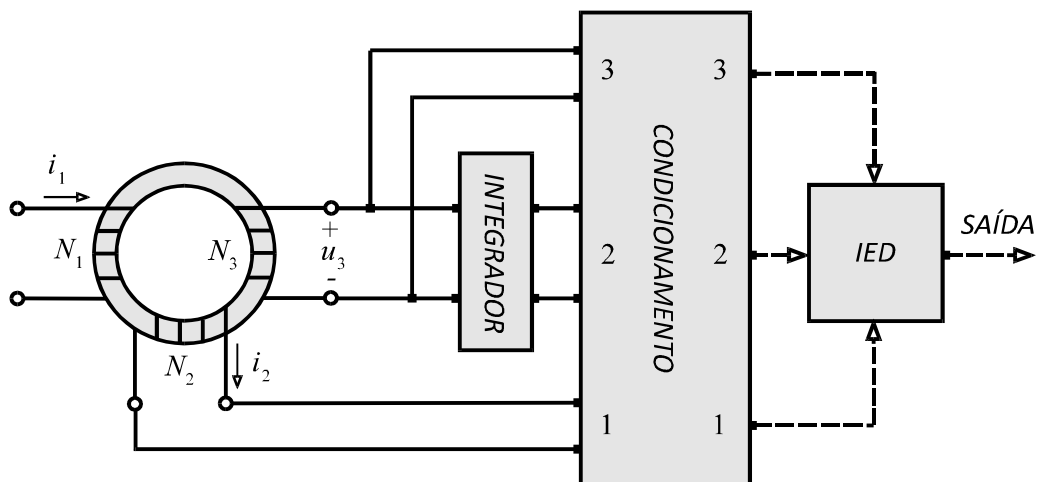 i₁
N₁
N₂
N₃
i₂
+
u₃
-
INTEGRADOR
CONDICIONAMENTO
3 3
2 2
1 1
IED
SAÍDA